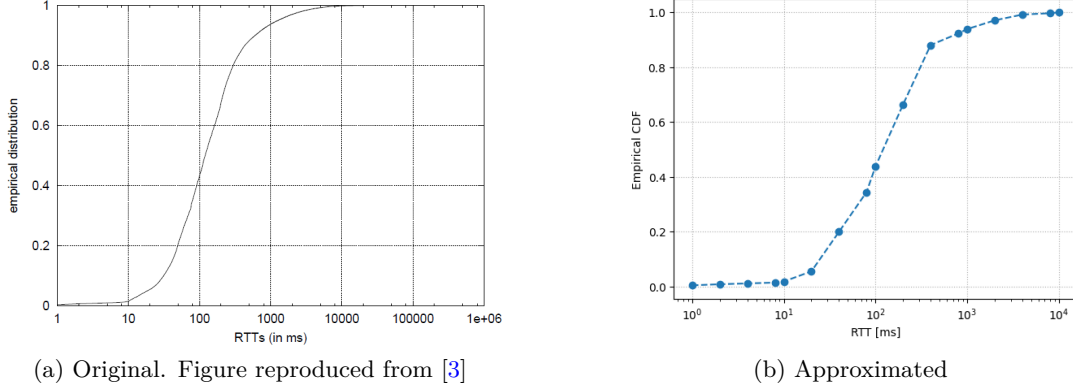 1
0.8
0.6
0.4
0.2
0
empirical distribution
1 10 100 1000 10000 100000 1e+06
RTTs (in ms)
(a) Original. Figure reproduced from [3]
1.0
0.8
0.6
0.4
0.2
0.0
Empirical CDF
10⁰ 10¹ 10² 10³ 10⁴
RTT [ms]
(b) Approximated